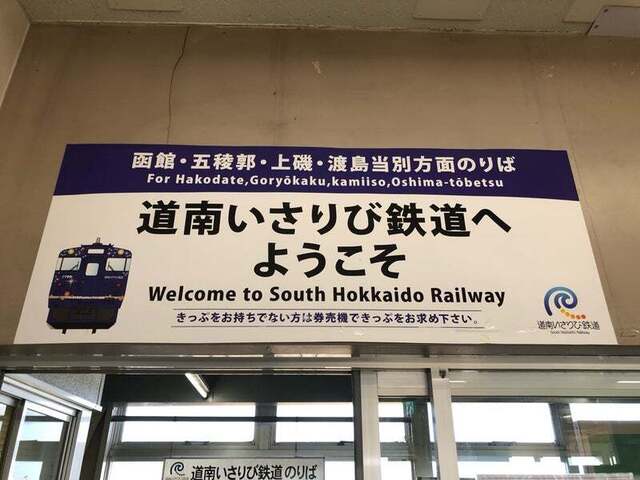 函館・五稜郭・上磯・渡島当別方面のりば
For Hakodate,Goryōkaku,kamiiso,Oshima-tōbetsu
道南いさりび鉄道へ
ようこそ
Welcome to South Hokkaido Railway
きっぷをお持ちでない方は券売機できっぷをお求め下さい。
道南いさりび鉄道
South Hokkaido Railway
道南いさりび鉄道のりば